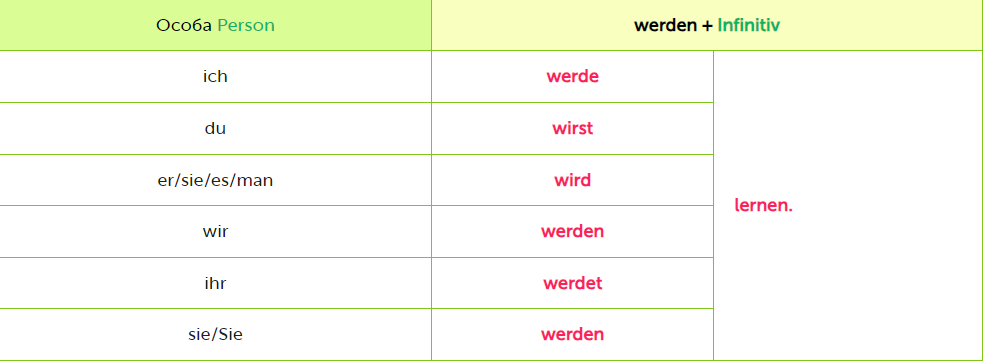 Особа Person
werden + Infinitiv
ich
werde
du
wirst
er/sie/es/man
wird
lernen.
wir
werden
ihr
werdet
sie/Sie
werden